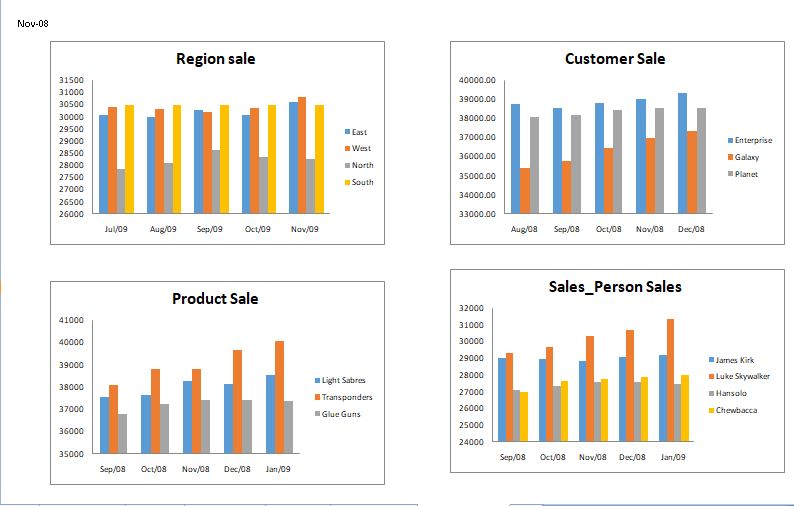 Nov-08
Region sale
31500
31000
30500
30000
29500
29000
28500
28000
27500
27000
26500
26000
Jul/09 Aug/09 Sep/09 Oct/09 Nov/09
East
West
North
South
Customer Sale
40000.00
39000.00
38000.00
37000.00
36000.00
35000.00
34000.00
33000.00
Aug/08 Sep/08 Oct/08 Nov/08 Dec/08
Enterprise
Galaxy
Planet
Product Sale
41000
40000
39000
38000
37000
36000
35000
Sep/08 Oct/08 Nov/08 Dec/08 Jan/09
Light Sabres
Transponders
Glue Guns
Sales_Person Sales
32000
31000
30000
29000
28000
27000
26000
25000
24000
Sep/08 Oct/08 Nov/08 Dec/08 Jan/09
James Kirk
Luke Skywalker
Hansolo
Chewbacca